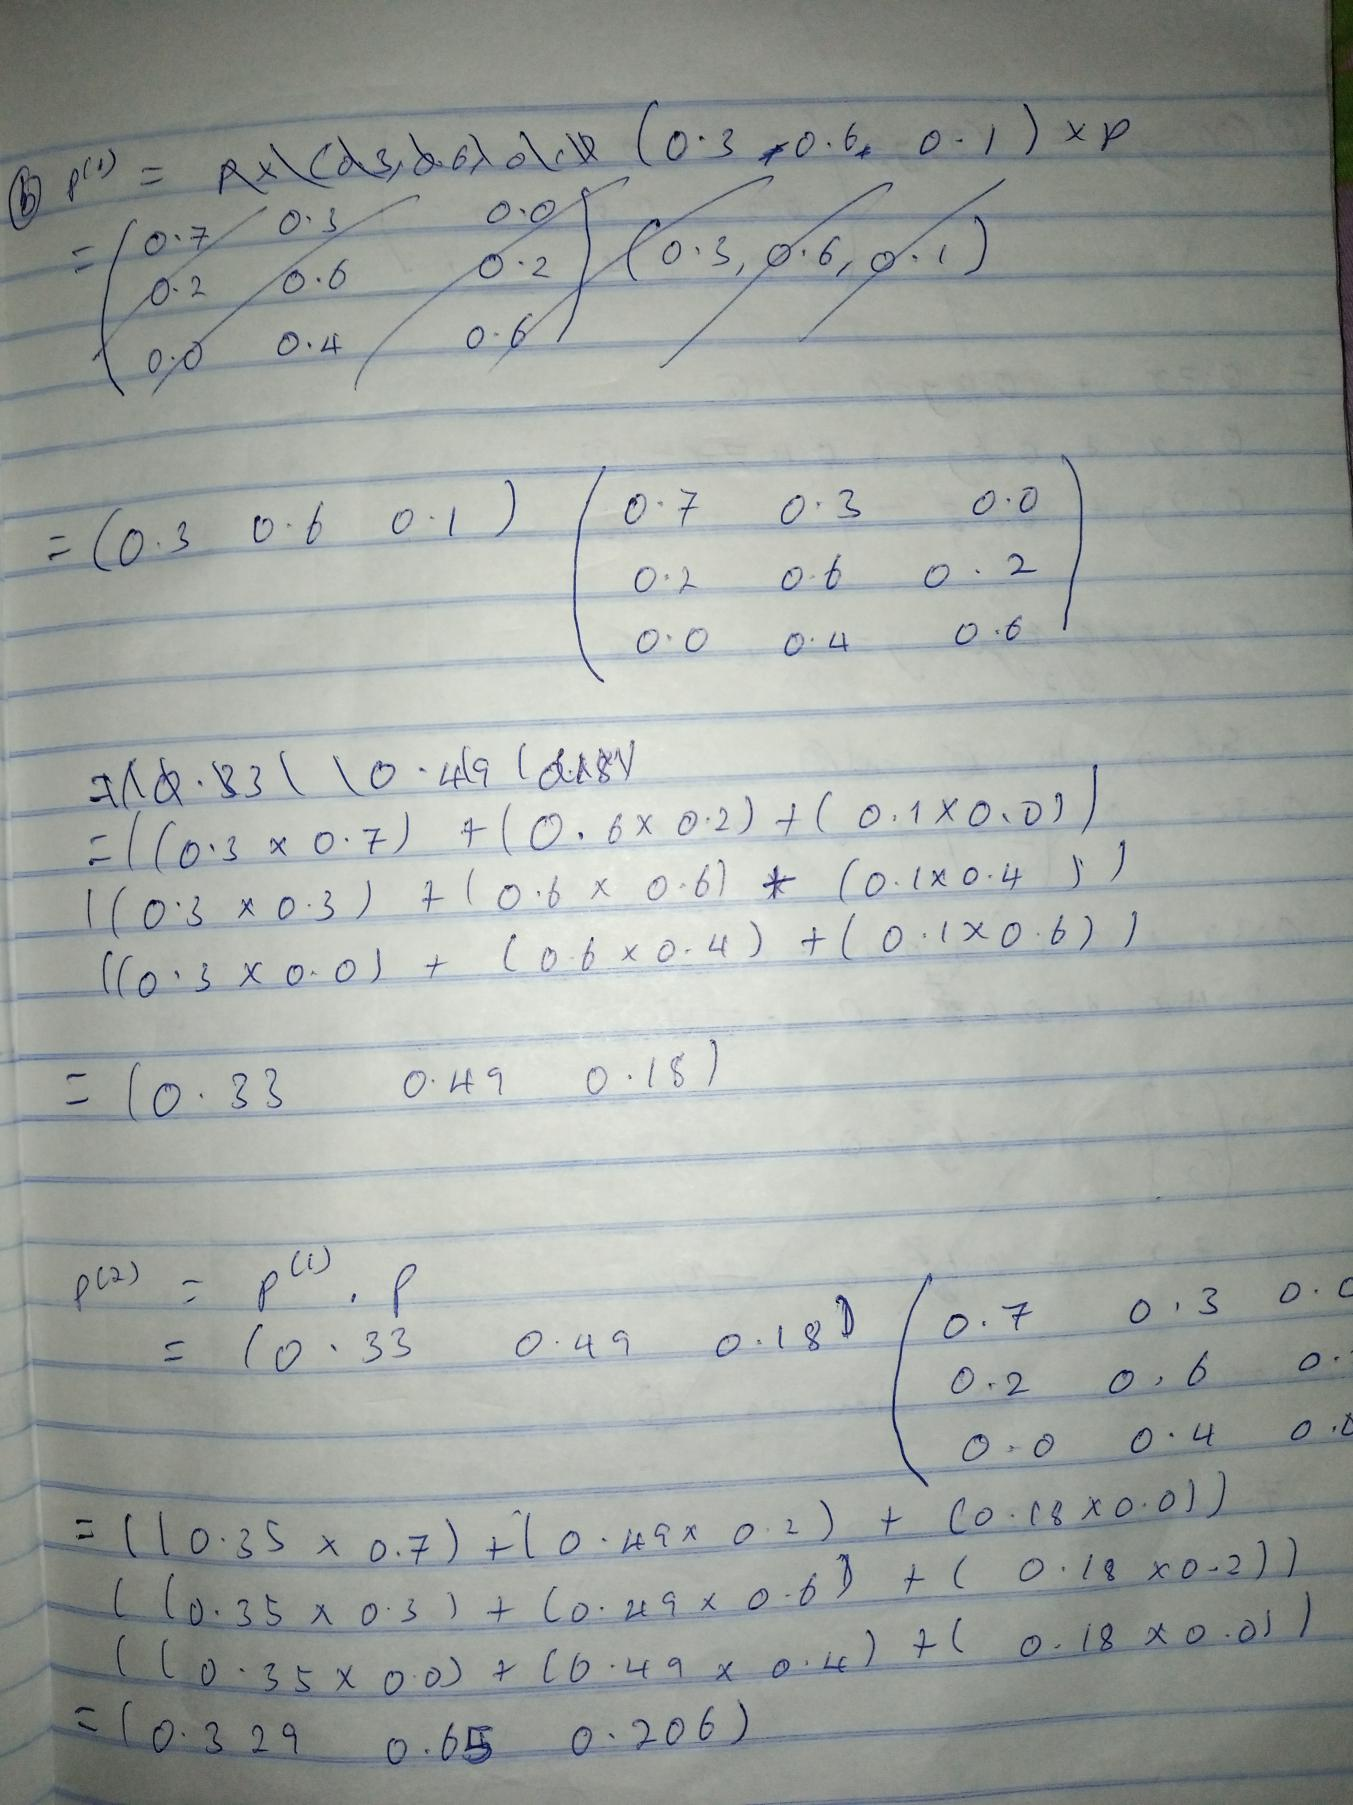 (b) p⁽¹⁾ = (0.3 0.6 0.1) x P
= (0.7 0.3 0.0) (0.3, 0.6, 0.1)
0.2 0.6 0.2
0.0 0.4 0.6
= (0.3 0.6 0.1) (0.7 0.3 0.0)
0.2 0.6 0.2
0.0 0.4 0.6
0.49
= ((0.3 x 0.7) + (0.6 x 0.2) + (0.1 x 0.0))
((0.3 x 0.3) + (0.6 x 0.6) + (0.1 x 0.4))
((0.3 x 0.0) + (0.6 x 0.4) + (0.1 x 0.6))
= (0.33 0.49 0.18)
p⁽²⁾ = p⁽¹⁾ . p
= (0.33 0.49 0.18) (0.7 0.3 0.
0.2 0.6 0.
0.0 0.4 0.
= ((0.35 x 0.7) + (0.49 x 0.2) + (0.18 x 0.0))
((0.35 x 0.3) + (0.49 x 0.6) + (0.18 x 0.2))
((0.35 x 0.0) + (0.49 x 0.4) + (0.18 x 0.0))
= (0.329 0.65 0.206)